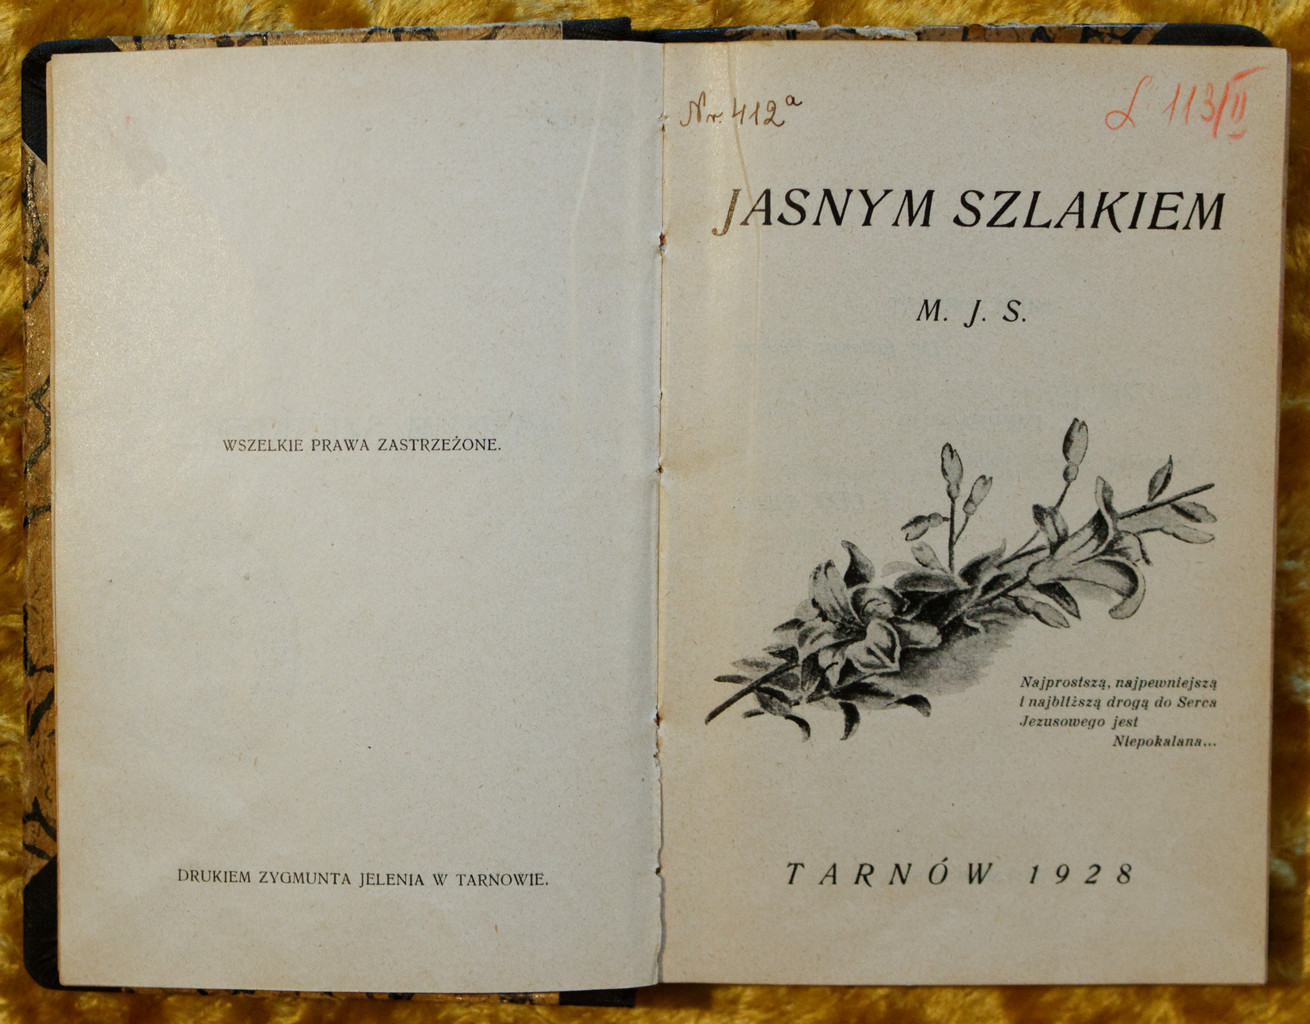 WSZELKIE PRAWA ZASTRZEŻONE.
DRUKIEM ZYGMUNTA JELENIA W TARNOWIE.
Nr. 412a
L 113/II
JASNYM SZLAKIEM
M. J. S.
Najprostszą, najpewniejszą
i najbliższą drogą do Serca
Jezusowego jest
Niepokalana...
TARNÓW 1928